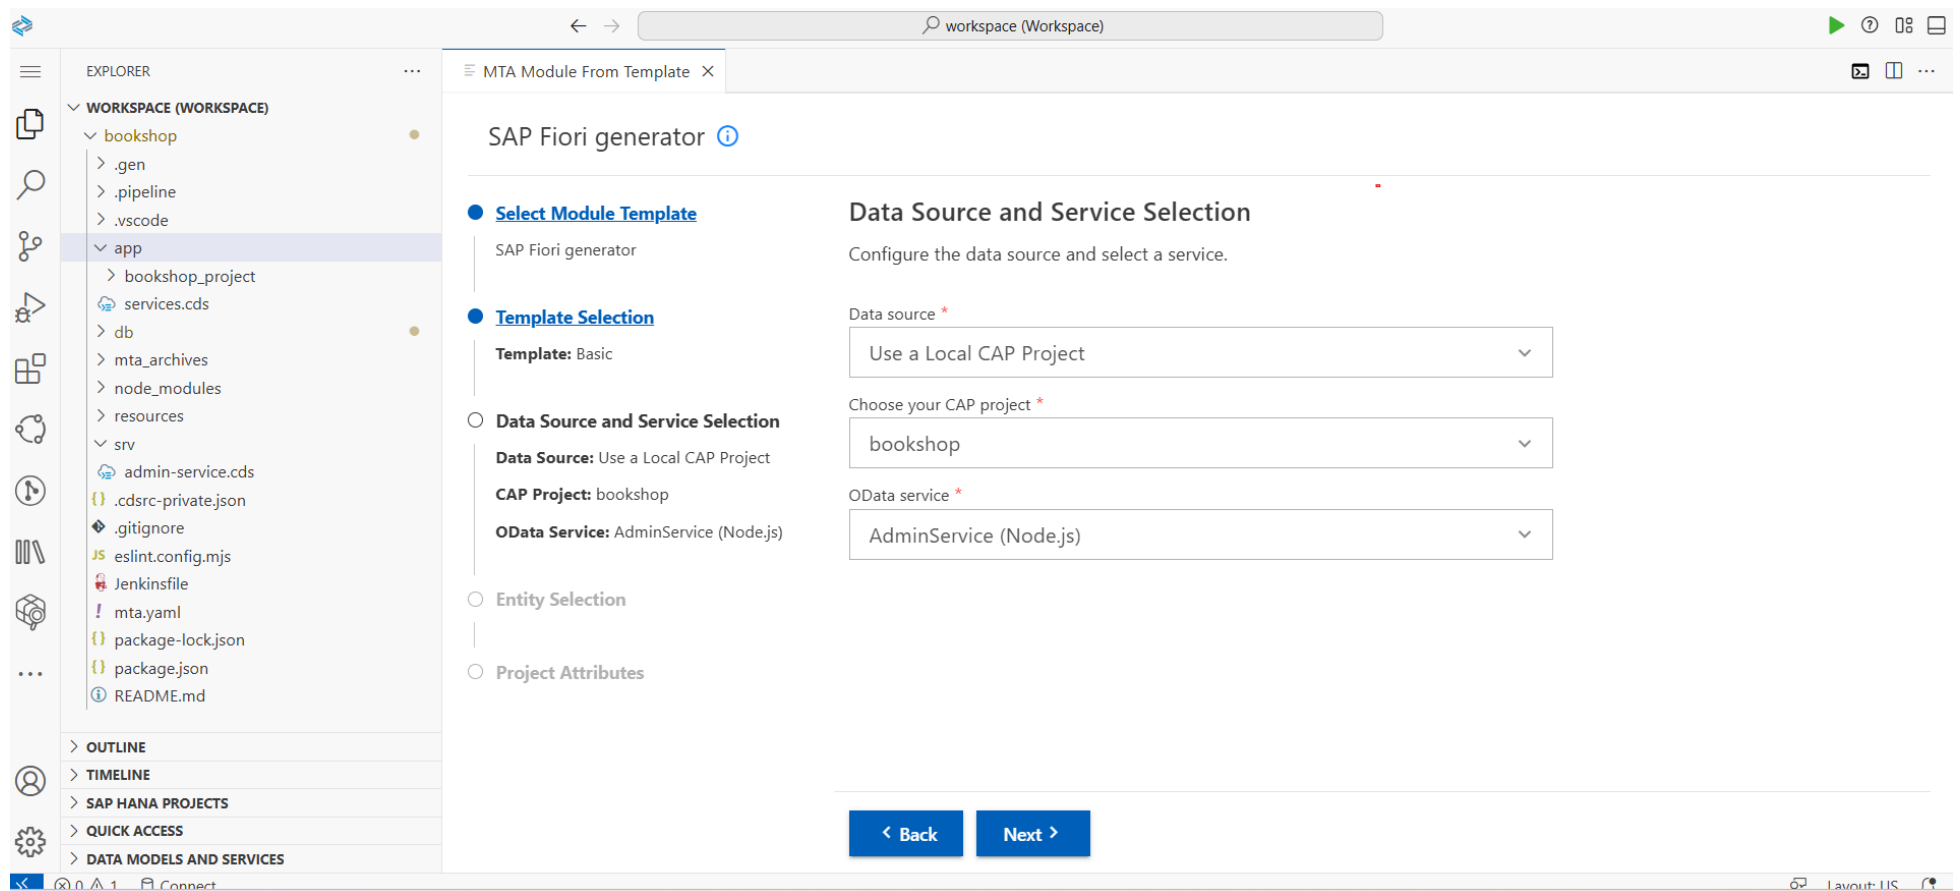 workspace (Workspace)
EXPLORER
MTA Module From Template
WORKSPACE (WORKSPACE)
bookshop
.gen
.pipeline
.vscode
app
bookshop_project
services.cds
db
mta_archives
node_modules
resources
srv
admin-service.cds
.cdsrc-private.json
.gitignore
JS eslint.config.mjs
Jenkinsfile
! mta.yaml
{} package-lock.json
{} package.json
README.md
OUTLINE
TIMELINE
SAP HANA PROJECTS
QUICK ACCESS
DATA MODELS AND SERVICES
SAP Fiori generator
Select Module Template
SAP Fiori generator
Template Selection
Template: Basic
Data Source and Service Selection
Data Source: Use a Local CAP Project
CAP Project: bookshop
OData Service: AdminService (Node.js)
Entity Selection
Project Attributes
Data Source and Service Selection
Configure the data source and select a service.
Data source *
Use a Local CAP Project
Choose your CAP project *
bookshop
OData service *
AdminService (Node.js)
Back
Next
0 1 Connect
Layout: US